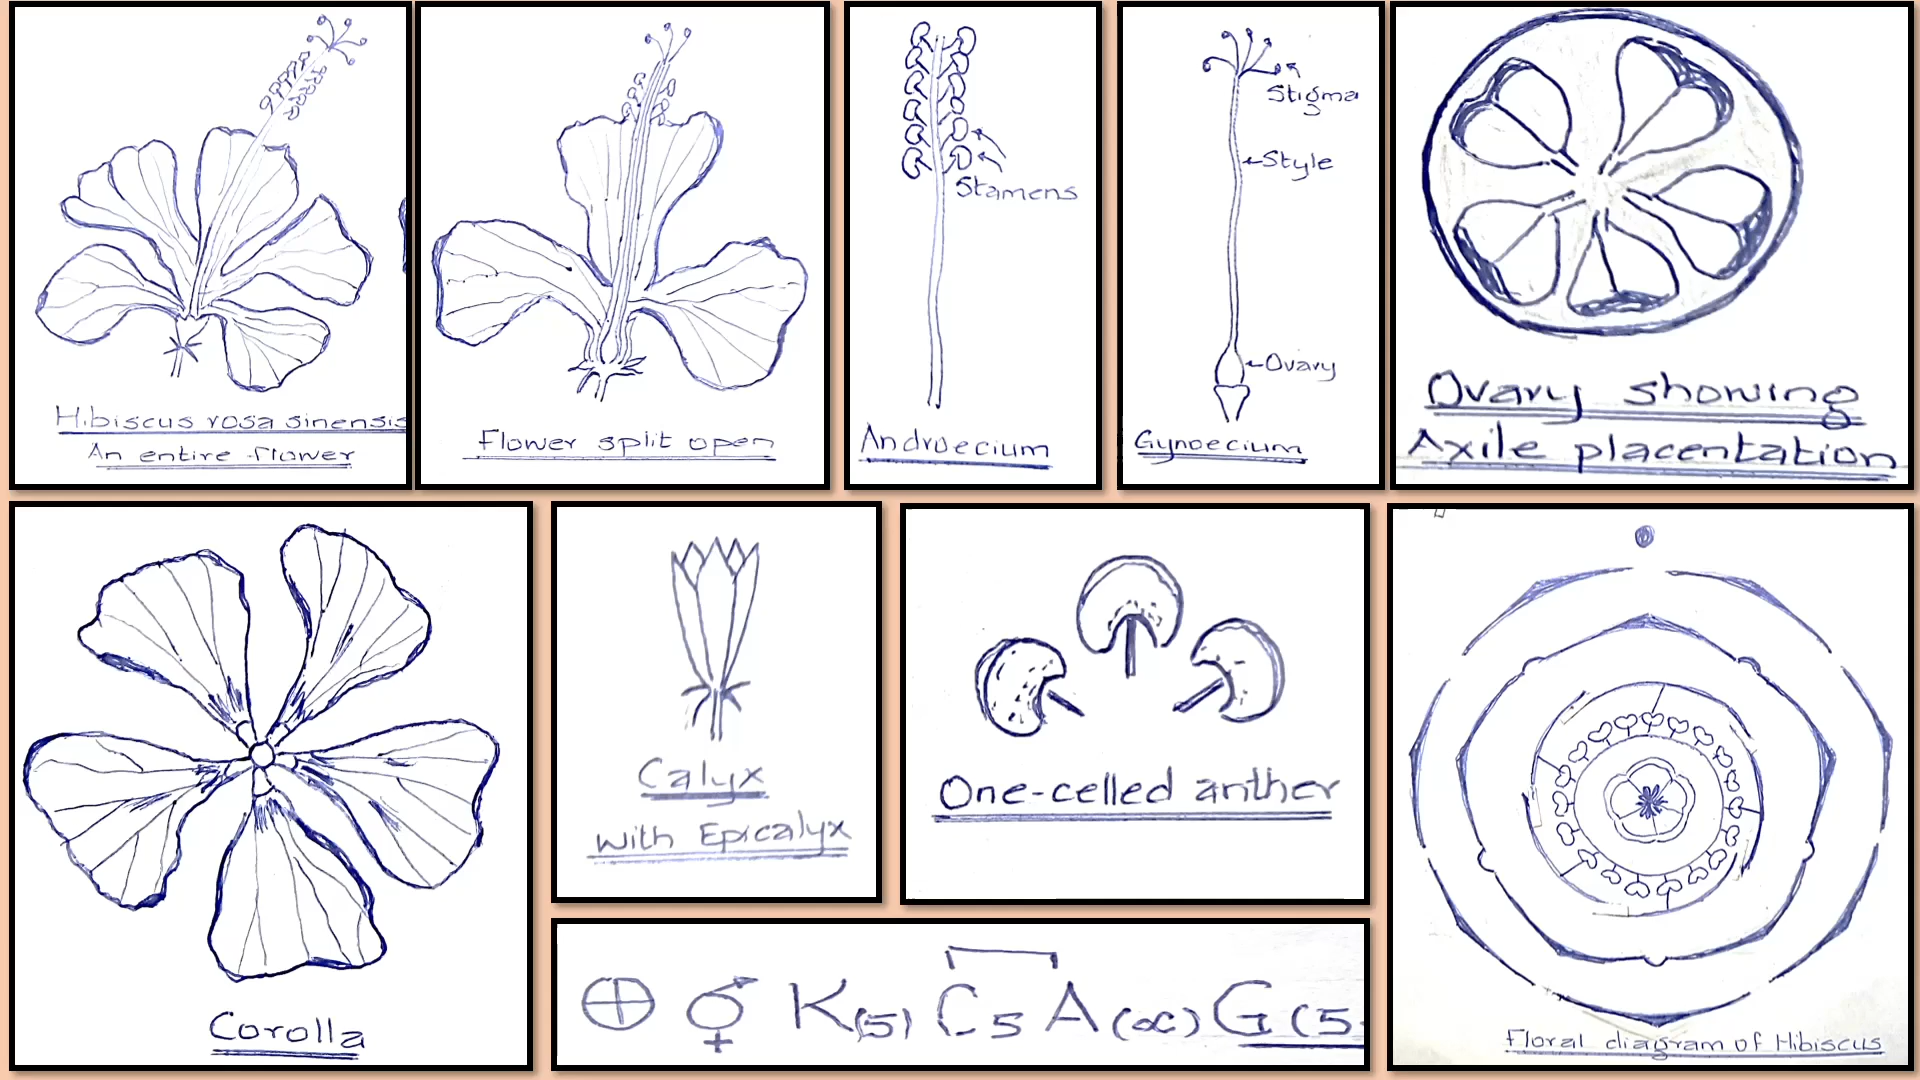 Hibiscus rosa sinensis
An entire flower
Flower split open
Stamens
Androecium
Stigma
Style
Ovary
Gynoecium
Ovary showing
Axile placentation
Corolla
Calyx
with Epicalyx
One-celled anther
⊕ ⚥ K(5) C5 A(∝) G(5
Floral diagram of Hibiscus